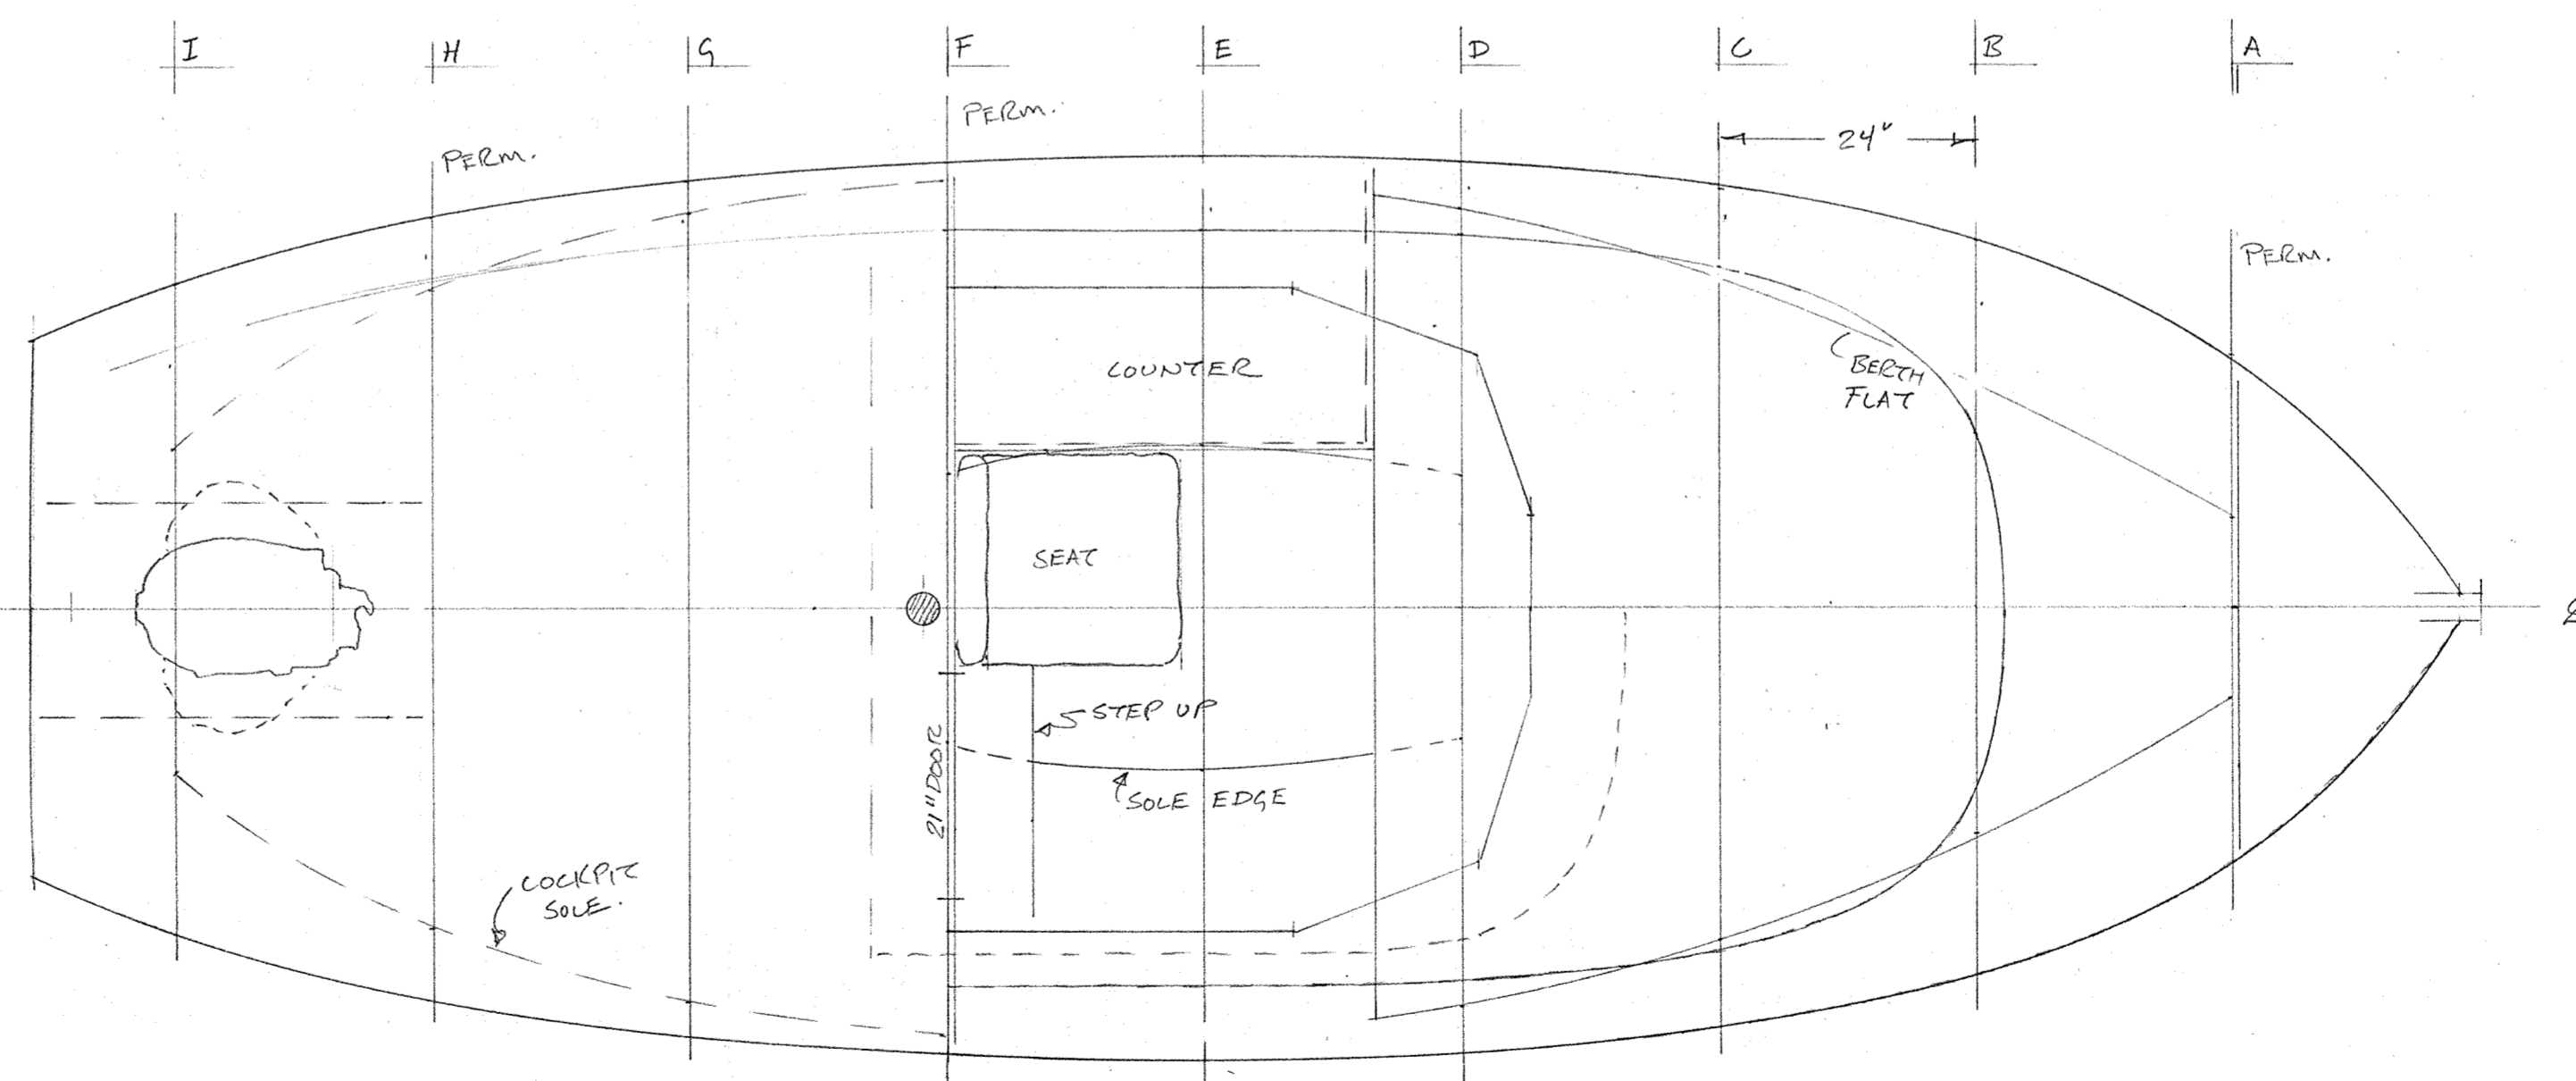 I H G F E D C B A
PERM.
24"
PERM.
PERM.
COUNTER
BERTH
FLAT
SEAT
STEP UP
21" DOOR
SOLE EDGE
COCKPIT
SOLE.